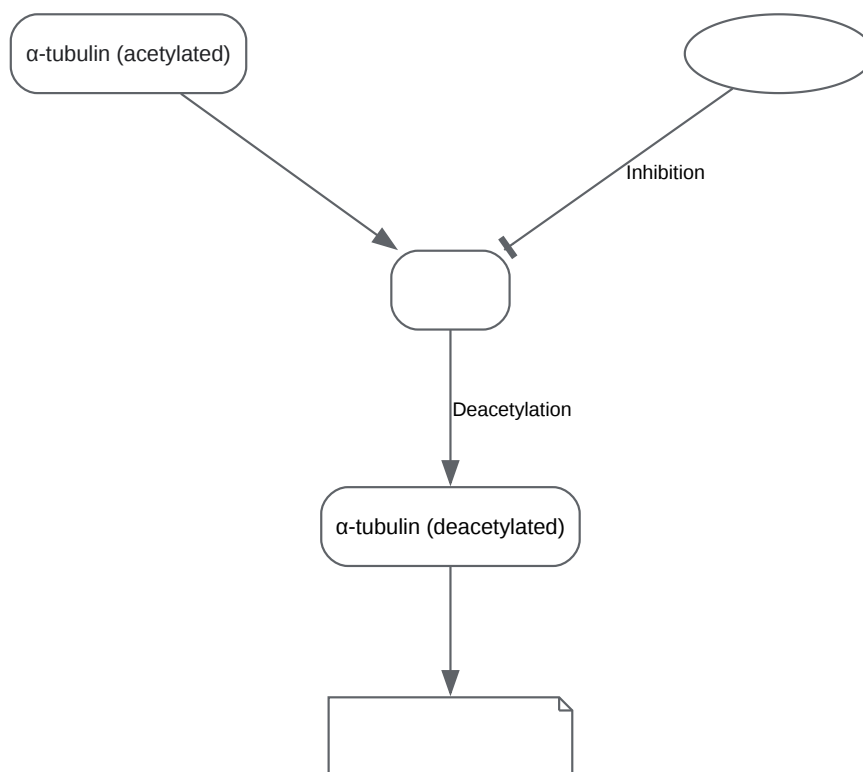 α-tubulin (acetylated)
Inhibition
Deacetylation
α-tubulin (deacetylated)